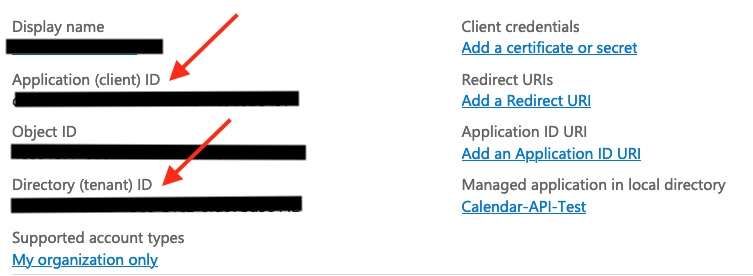 Display name
Client credentials
Add a certificate or secret
Application (client) ID
Redirect URIs
Add a Redirect URI
Object ID
Application ID URI
Add an Application ID URI
Directory (tenant) ID
Managed application in local directory
Calendar-API-Test
Supported account types
My organization only